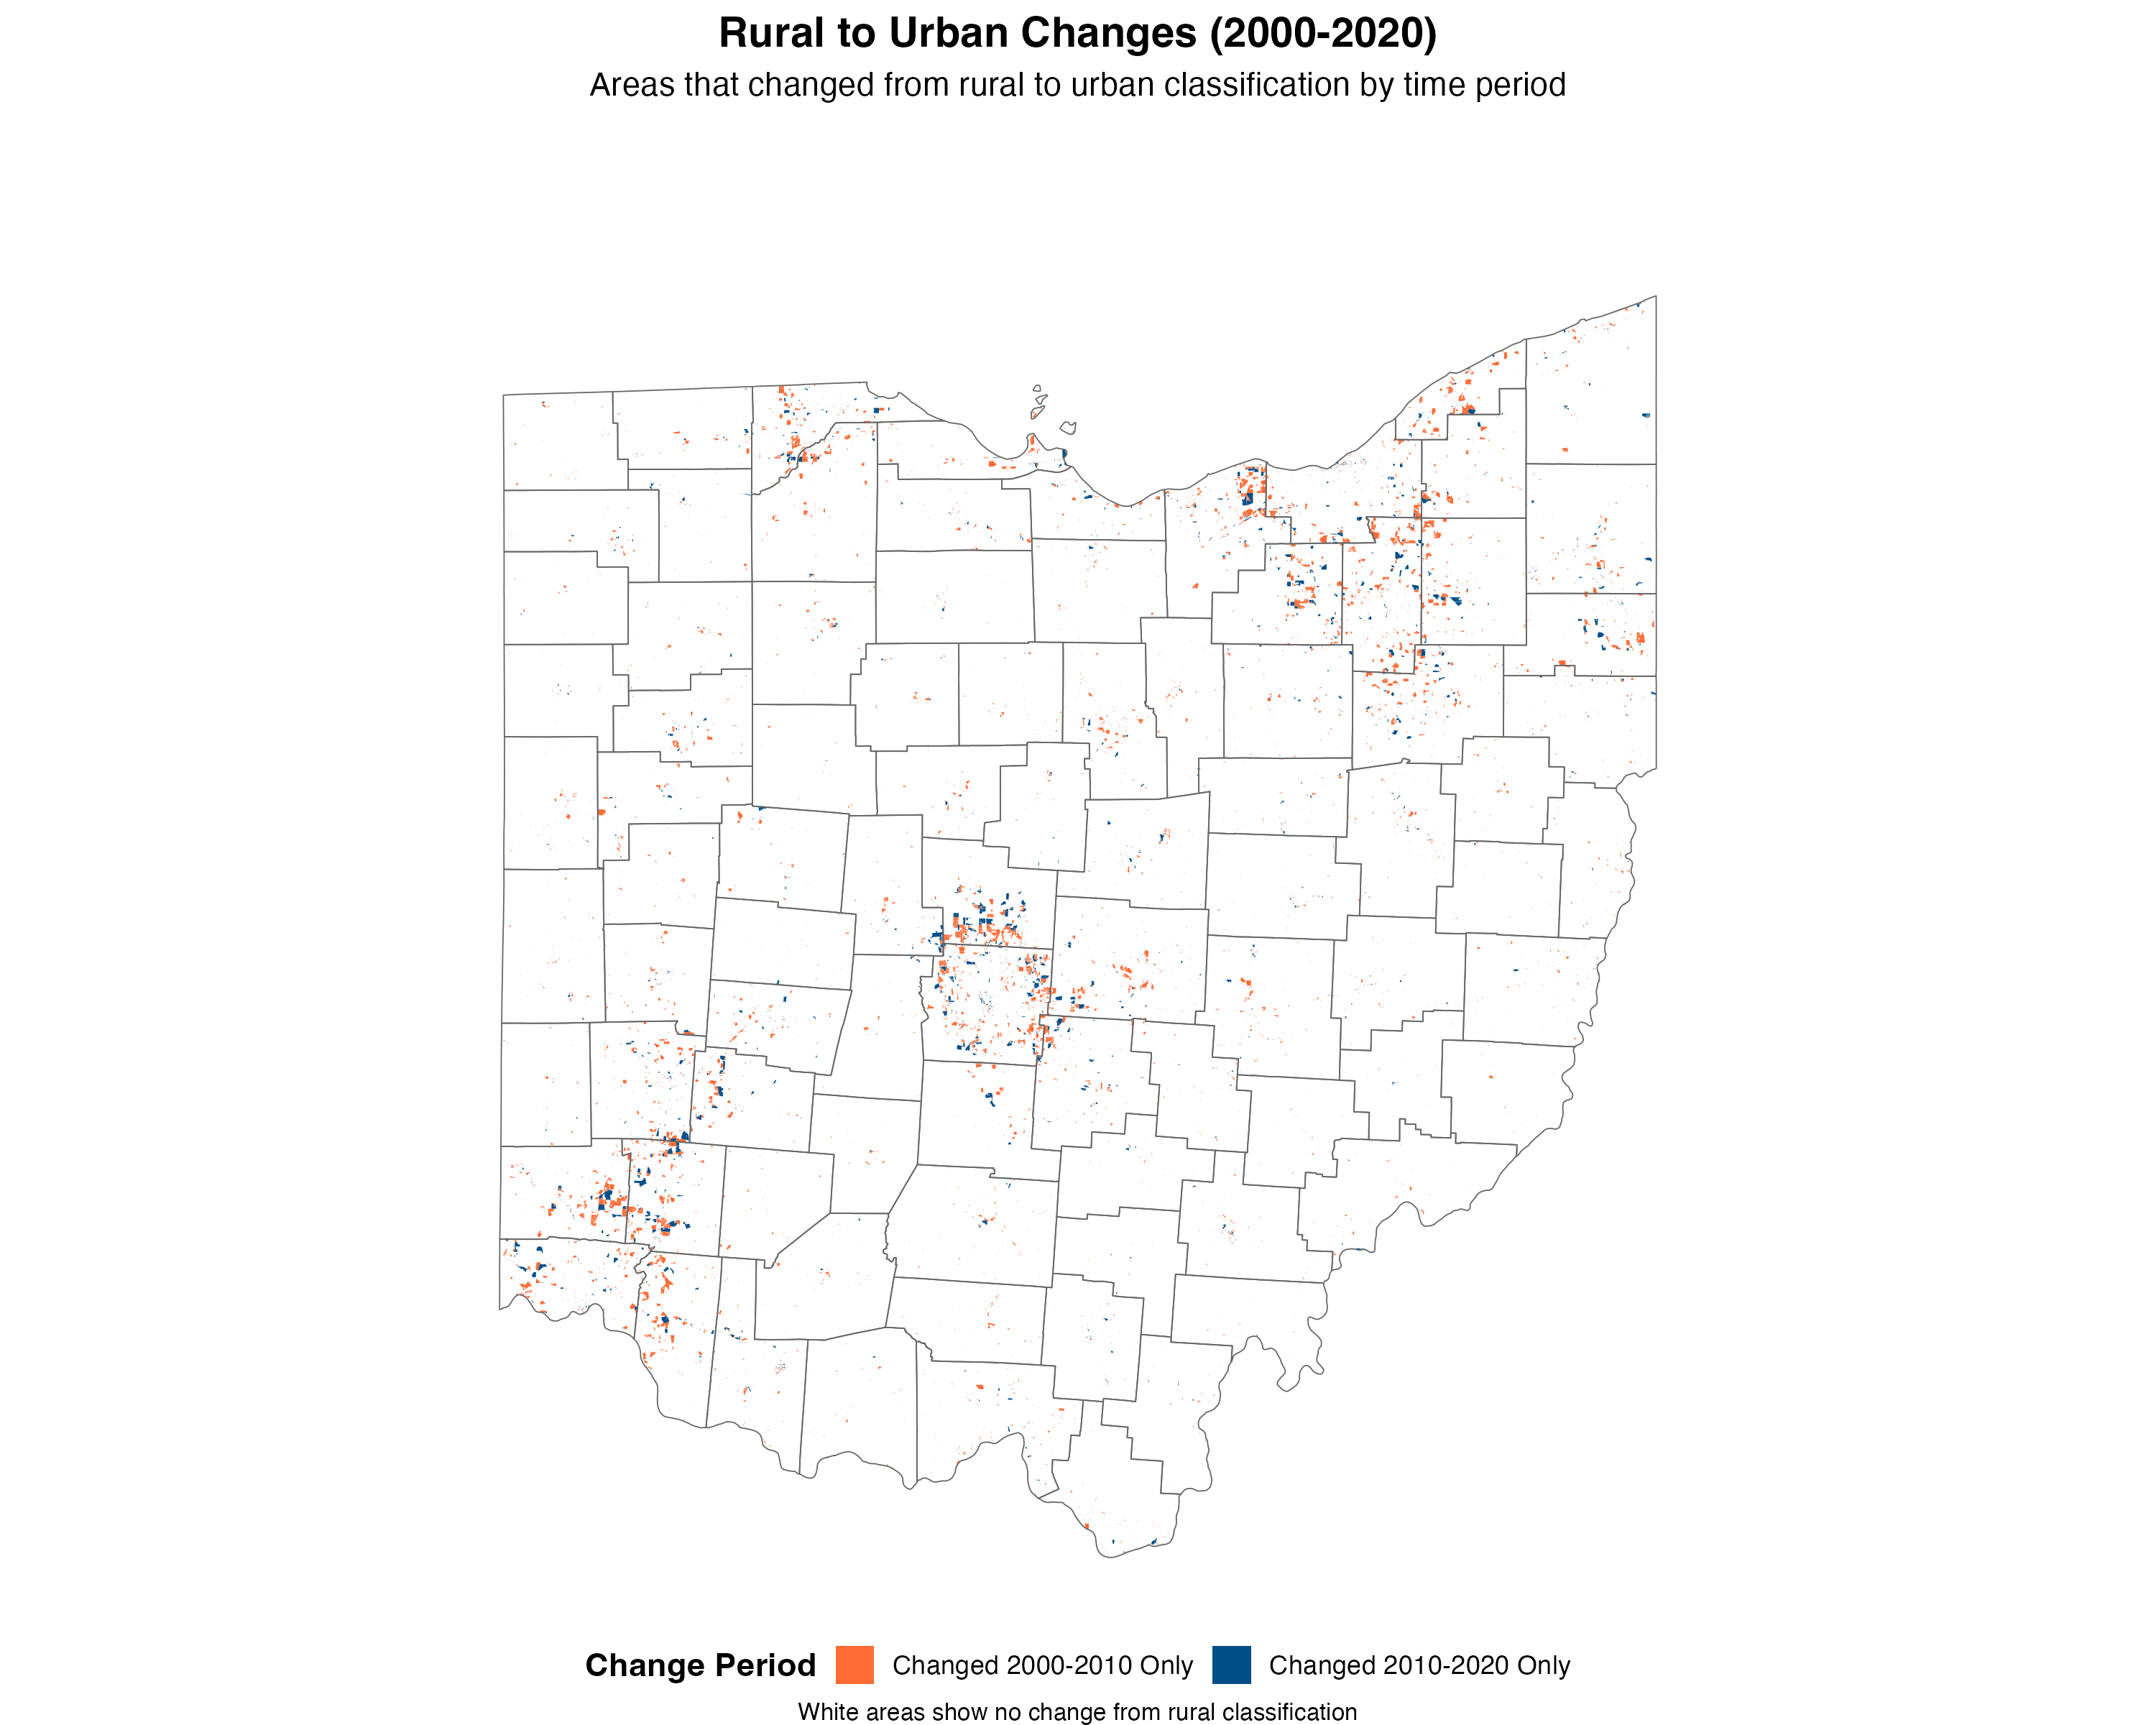 Rural to Urban Changes (2000-2020)
Areas that changed from rural to urban classification by time period
Change Period Changed 2000-2010 Only Changed 2010-2020 Only
White areas show no change from rural classification